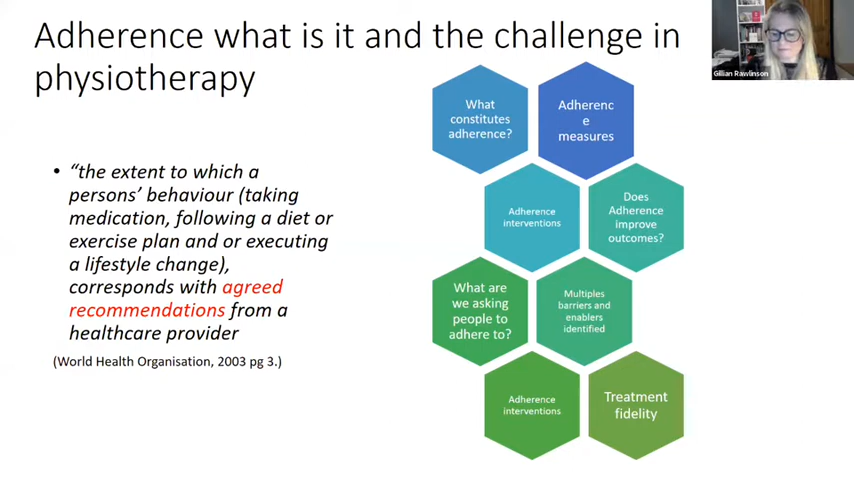 Adherence what is it and the challenge in
physiotherapy
Gillian Rawlinson
• “the extent to which a
persons’ behaviour (taking
medication, following a diet or
exercise plan and or executing
a lifestyle change),
corresponds with agreed
recommendations from a
healthcare provider
(World Health Organisation, 2003 pg 3.)
What
constitutes
adherence?
Adherenc
e
measures
Adherence
interventions
Does
Adherence
improve
outcomes?
What are
we asking
people to
adhere to?
Multiples
barriers and
enablers
identified
Adherence
interventions
Treatment
fidelity